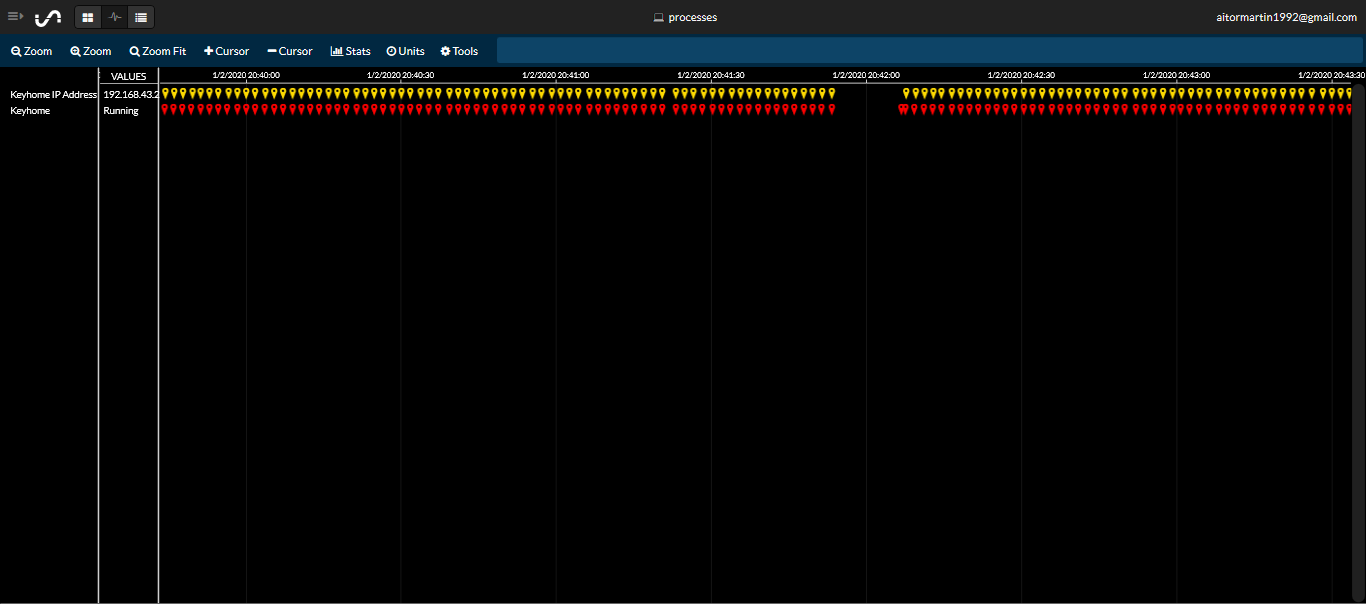 processes
aitormartin1992@gmail.com
Zoom Zoom Zoom Fit Cursor Cursor Stats Units Tools
VALUES 1/2/2020 20:40:00 1/2/2020 20:40:30 1/2/2020 20:41:00 1/2/2020 20:41:30 1/2/2020 20:42:00 1/2/2020 20:42:30 1/2/2020 20:43:00 1/2/2020 20:43:30
Keyhome IP Address 192.168.43.2
Keyhome Running